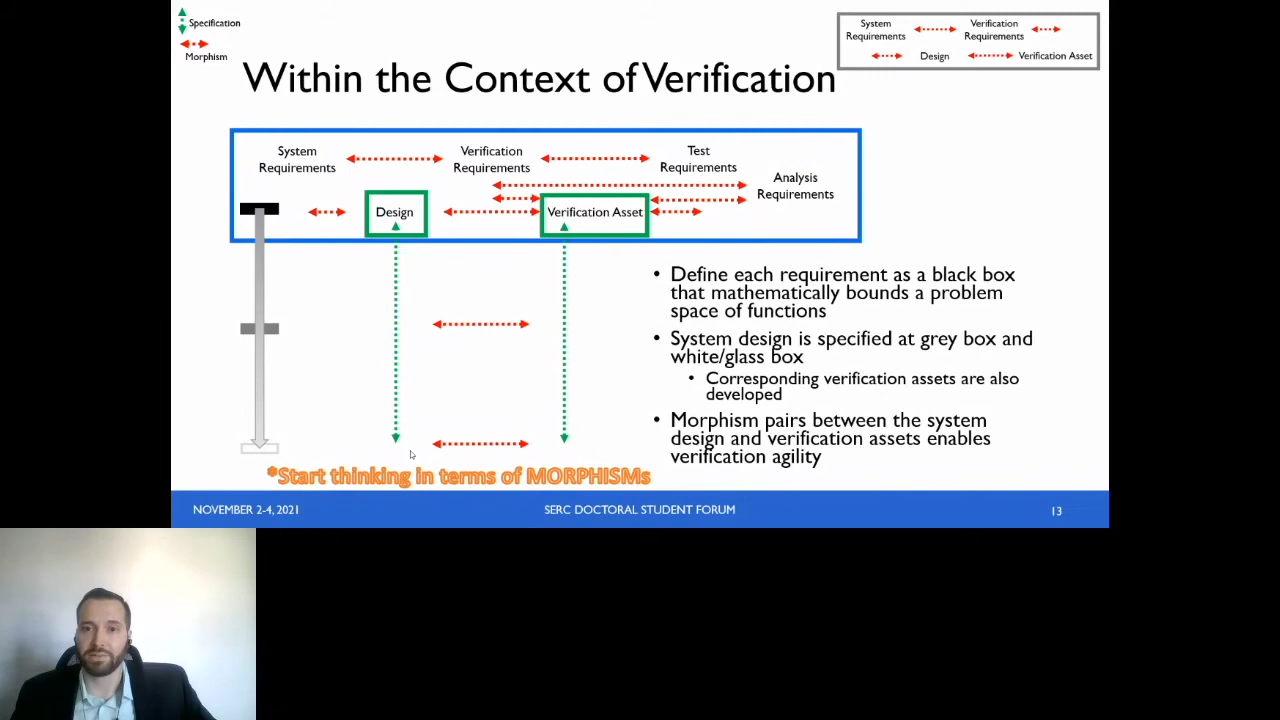 Specification
Morphism
System
Requirements
Verification
Requirements
Design
Verification Asset
Within the Context of Verification
System
Requirements
Verification
Requirements
Test
Requirements
Analysis
Requirements
Design
Verification Asset
• Define each requirement as a black box
that mathematically bounds a problem
space of functions
• System design is specified at grey box and
white/glass box
• Corresponding verification assets are also
developed
• Morphism pairs between the system
design and verification assets enables
verification agility
*Start thinking in terms of MORPHISMs
NOVEMBER 2-4, 2021
SERC DOCTORAL STUDENT FORUM
13